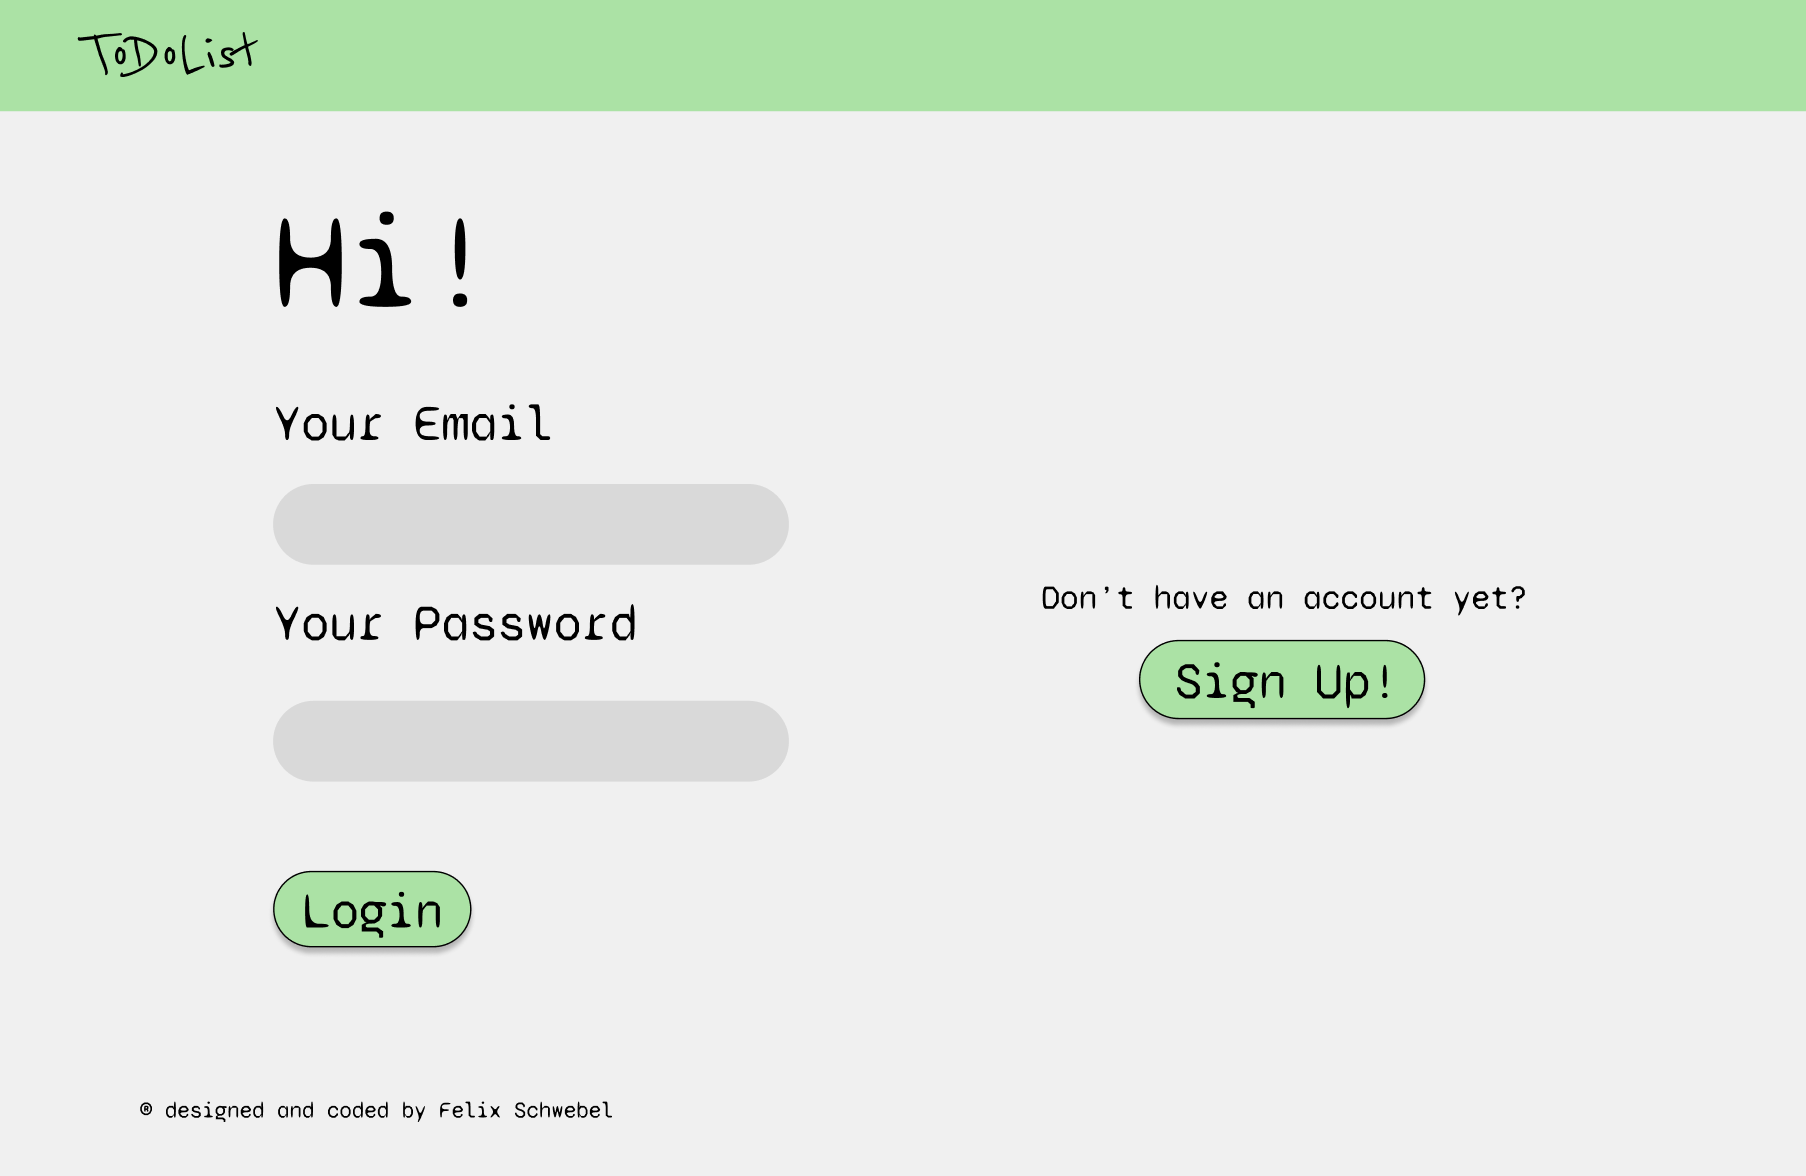 ToDoList
Hi!
Your Email
Your Password
Don't have an account yet?
Sign Up!
Login
® designed and coded by Felix Schwebel